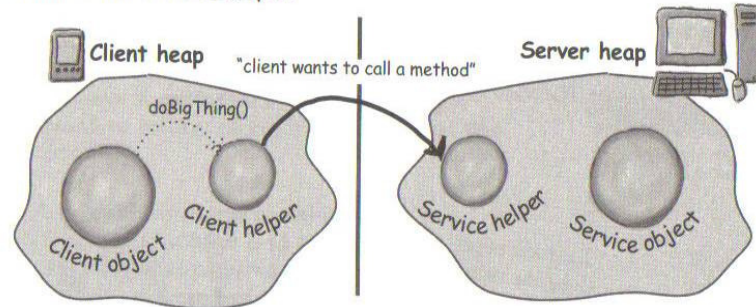 Client heap
Server heap
"client wants to call a method"
doBigThing()
Client object
Client helper
Service helper
Service object